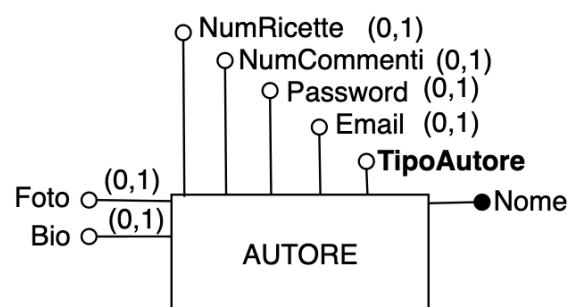 NumRicette (0,1)
NumCommenti (0,1)
Password (0,1)
Email (0,1)
TipoAutore
Foto (0,1)
Nome
Bio (0,1)
AUTORE